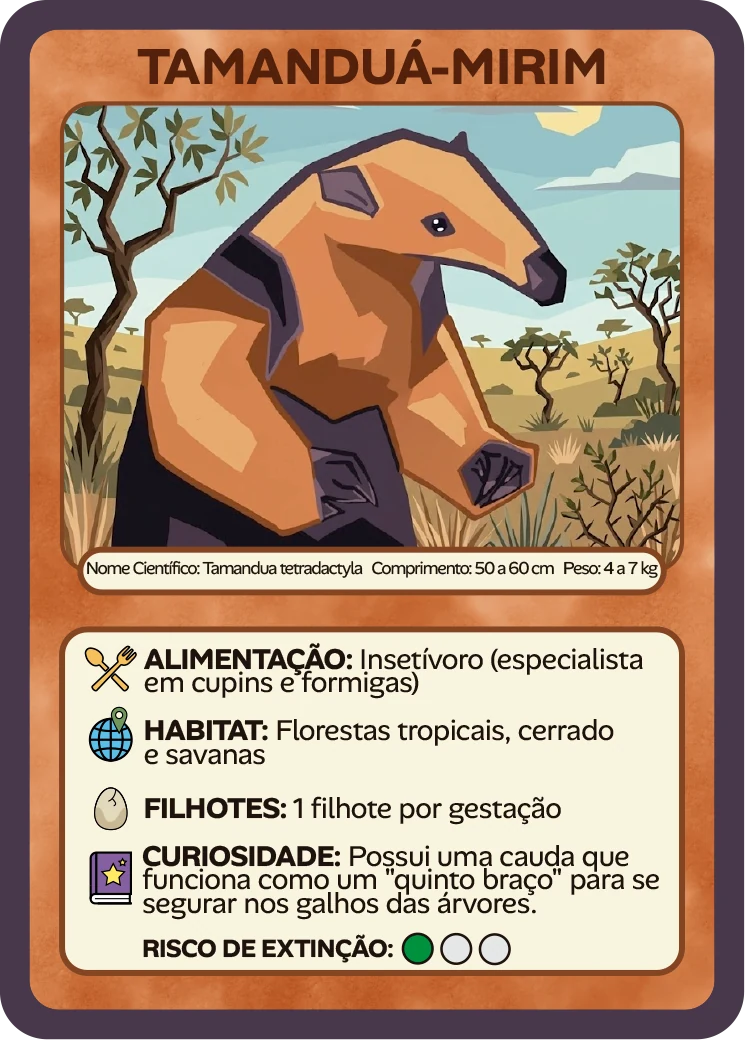 TAMANDUÁ-MIRIM
Nome Científico: Tamandua tetradactyla Comprimento: 50 a 60 cm Peso: 4 a 7 kg
ALIMENTAÇÃO: Insetívoro (especialista
em cupins e formigas)
HABITAT: Florestas tropicais, cerrado
e savanas
FILHOTES: 1 filhote por gestação
CURIOSIDADE: Possui uma cauda que
funciona como um "quinto braço" para se
segurar nos galhos das árvores.
RISCO DE EXTINÇÃO: